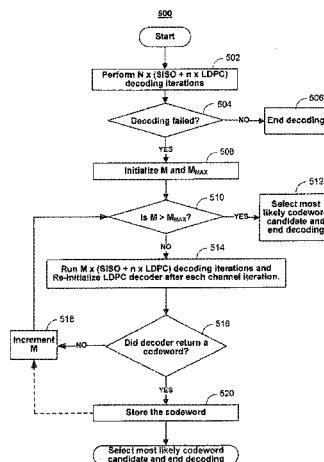 500
Start
502
Perform N x (SISO + n x LDPC)
decoding iterations
504
Decoding failed?
NO
506
End decoding
YES
508
Initialize M and MMAX
510
Is M > MMAX?
YES
512
Select most
likely codeword
candidate and
end decoding
NO
514
Run M x (SISO + n x LDPC) decoding iterations and
Re-initialize LDPC decoder after each channel iteration.
516
Did decoder return a
codeword?
NO
518
Increment
M
YES
520
Store the codeword
Select most likely codeword
candidate and end decoding